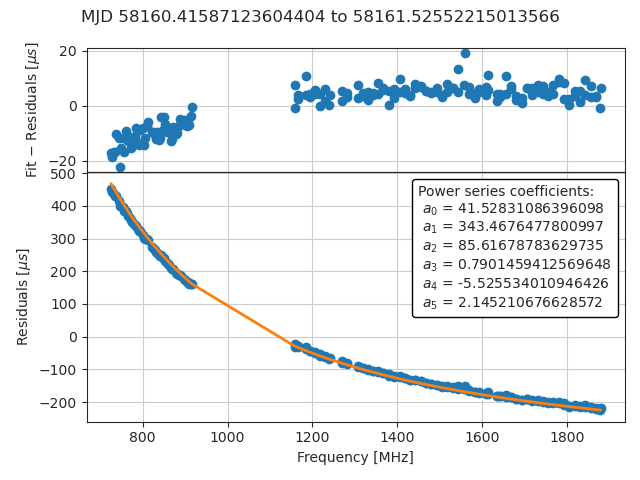 MJD 58160.41587123604404 to 58161.52552215013566
20
0
−20
Fit − Residuals [μs]
500
400
300
200
100
0
−100
−200
Residuals [μs]
Power series coefficients:
a0 = 41.52831086396098
a1 = 343.4676477800997
a2 = 85.61678783629735
a3 = 0.7901459412569648
a4 = -5.525534010946426
a5 = 2.145210676628572
800 1000 1200 1400 1600 1800
Frequency [MHz]